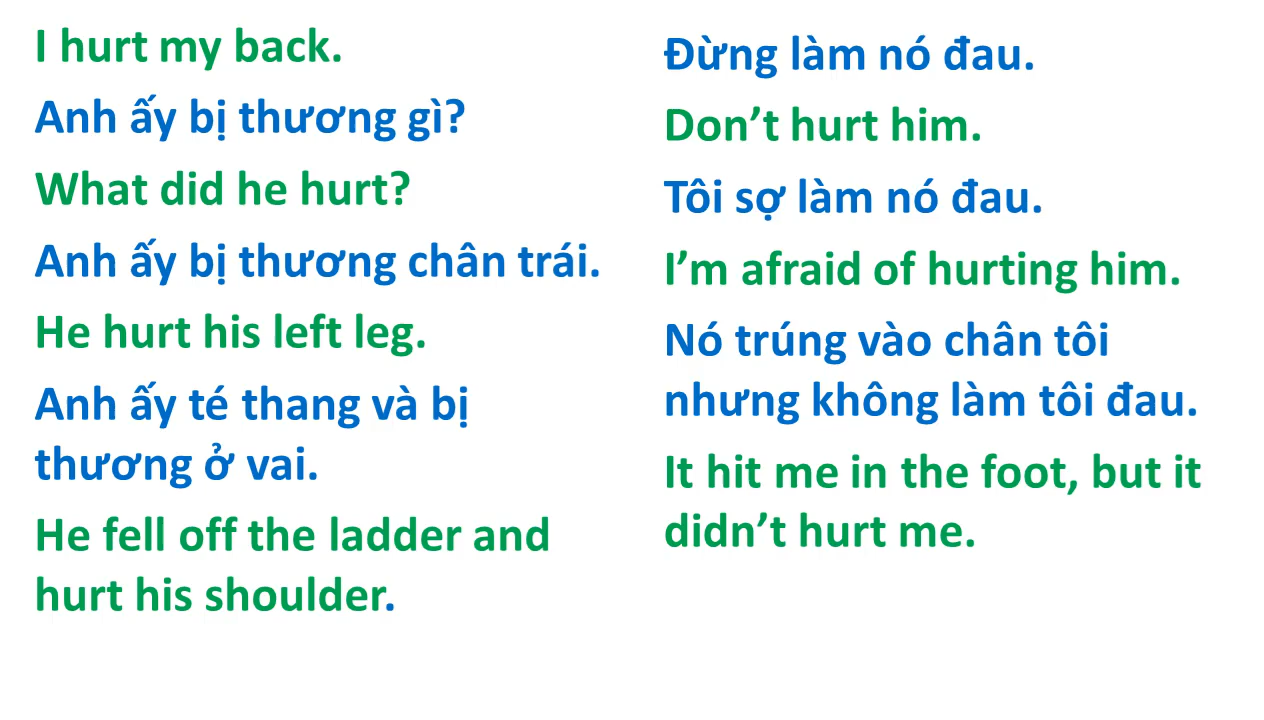 I hurt my back.
Anh ấy bị thương gì?
What did he hurt?
Anh ấy bị thương chân trái.
He hurt his left leg.
Anh ấy té thang và bị
thương ở vai.
He fell off the ladder and
hurt his shoulder.
Đừng làm nó đau.
Don’t hurt him.
Tôi sợ làm nó đau.
I’m afraid of hurting him.
Nó trúng vào chân tôi
nhưng không làm tôi đau.
It hit me in the foot, but it
didn’t hurt me.